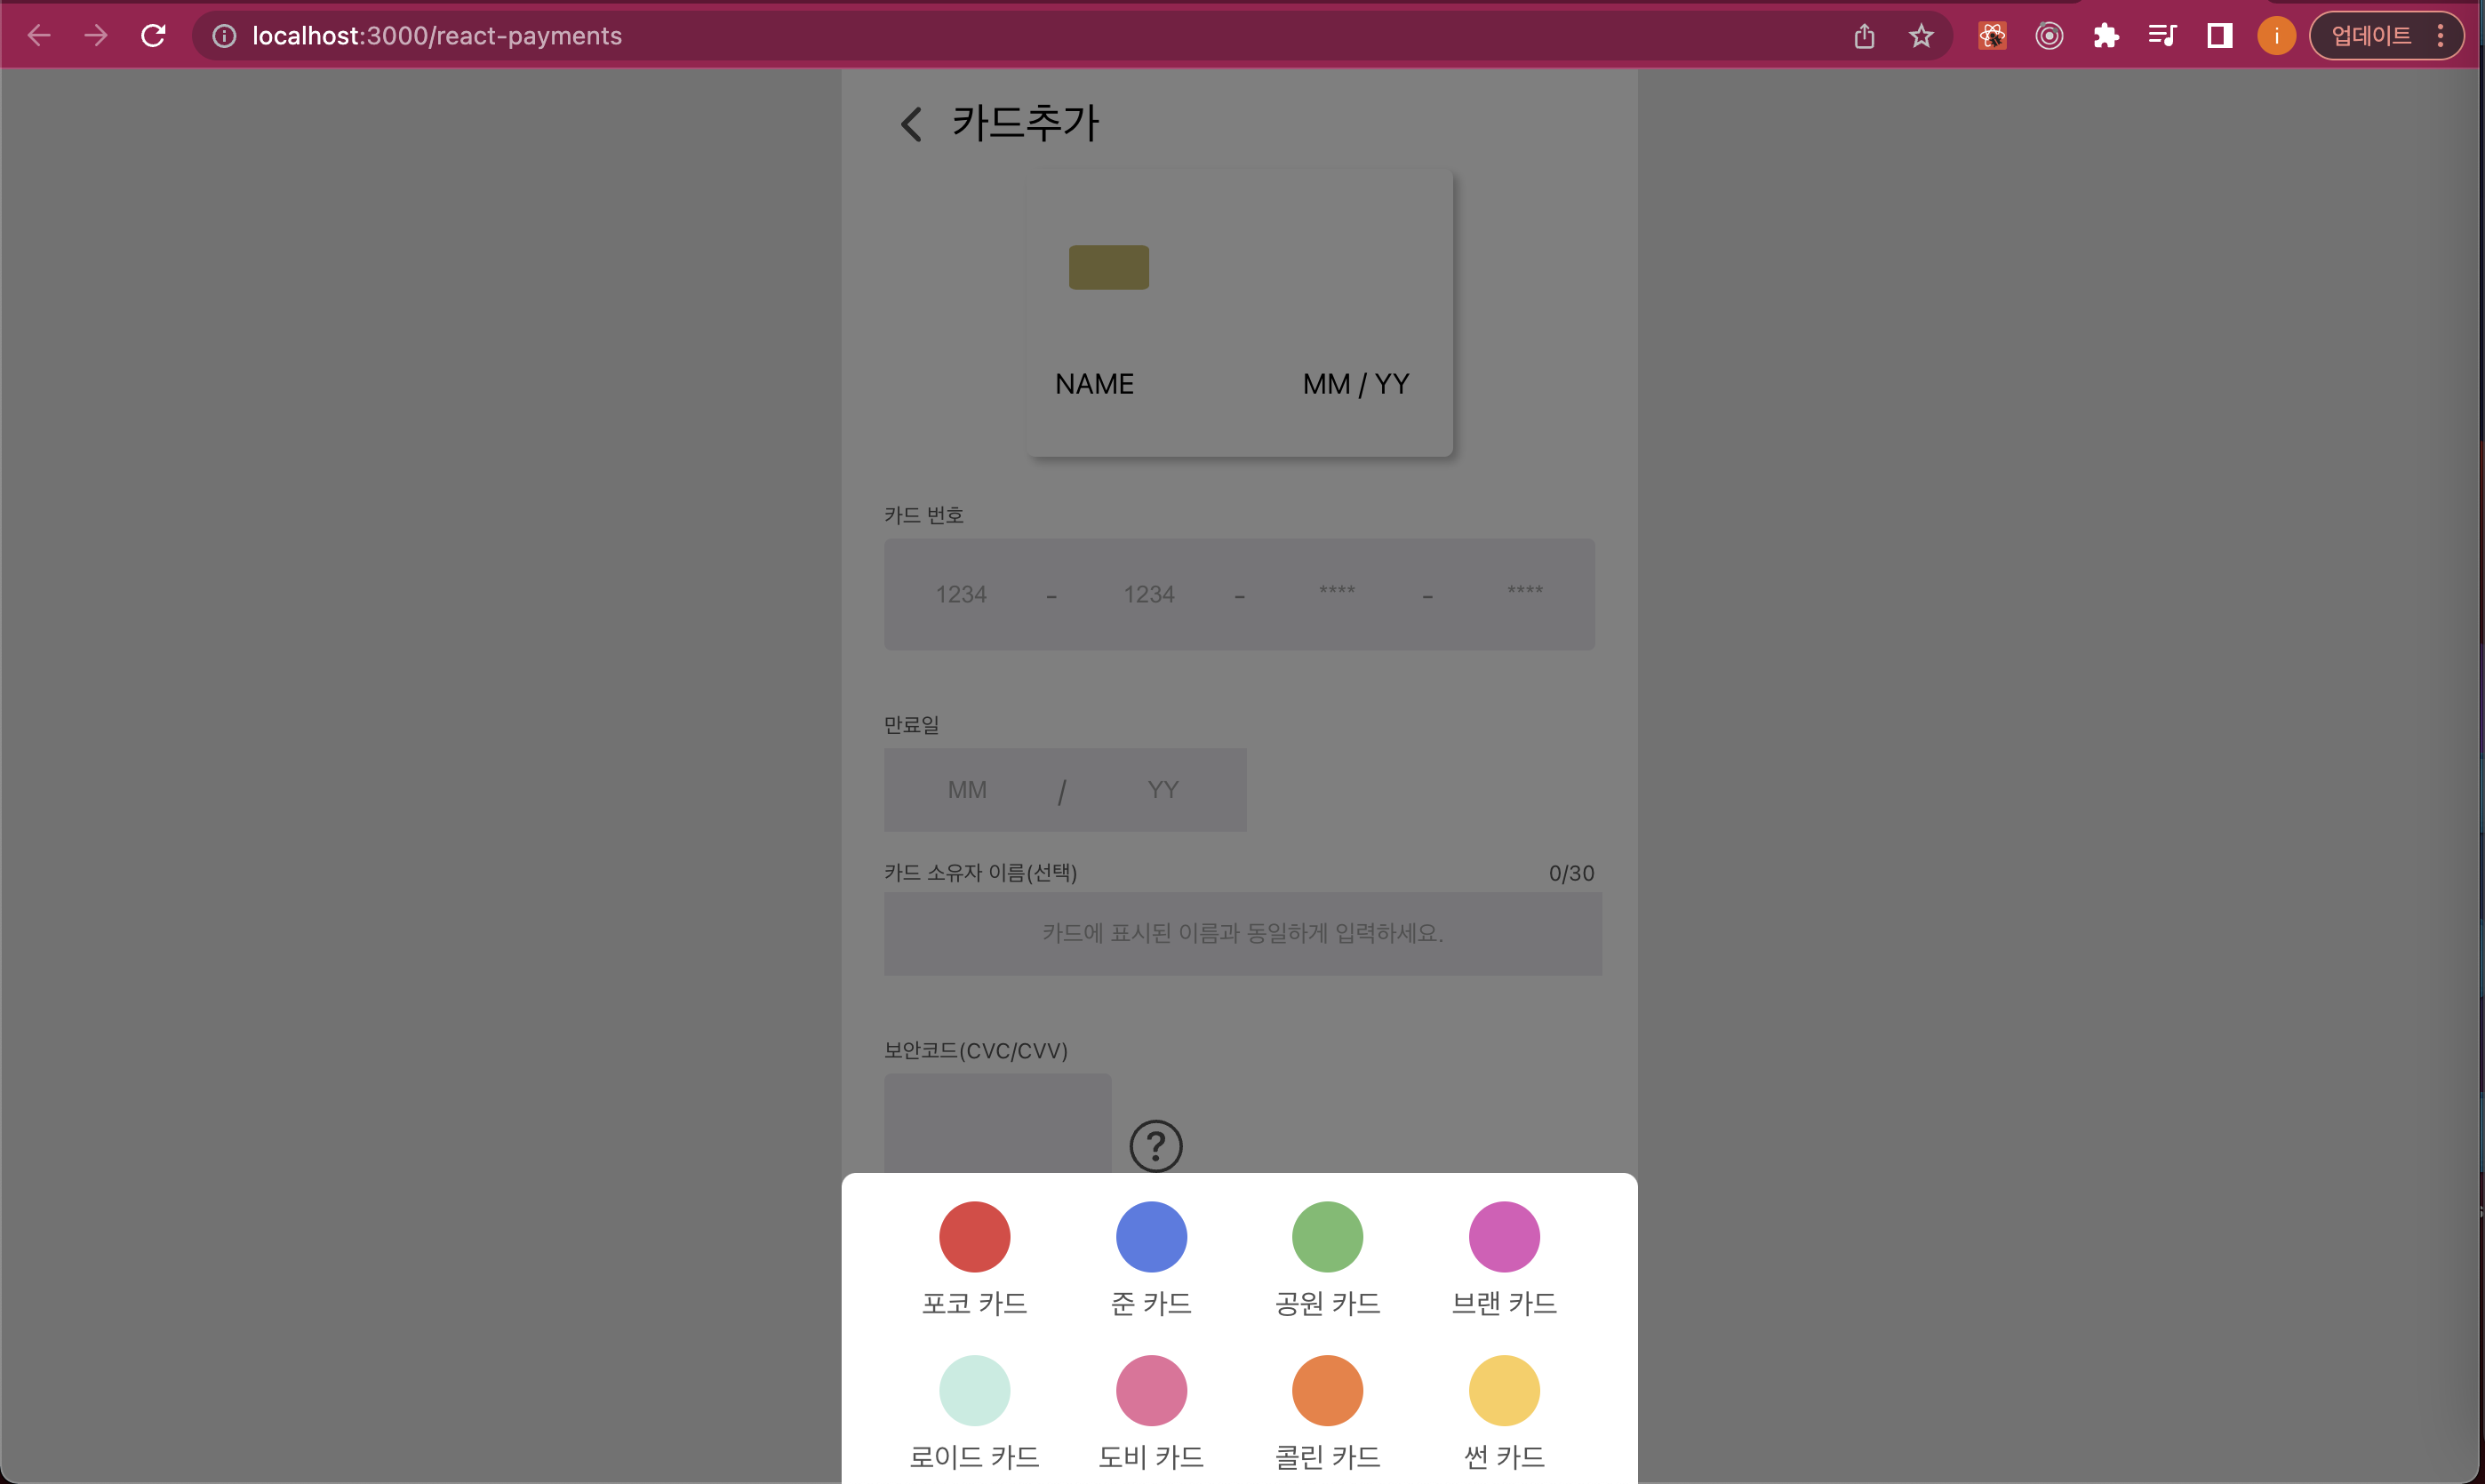 localhost:3000/react-payments
업데이트
카드추가
NAME MM / YY
카드 번호
1234 - 1234 - **** - ****
만료일
MM / YY
카드 소유자 이름(선택) 0/30
카드에 표시된 이름과 동일하게 입력하세요.
보안코드(CVC/CVV)
?
포코 카드 준 카드 공원 카드 브랜 카드
로이드 카드 도비 카드 콜린 카드 썬 카드